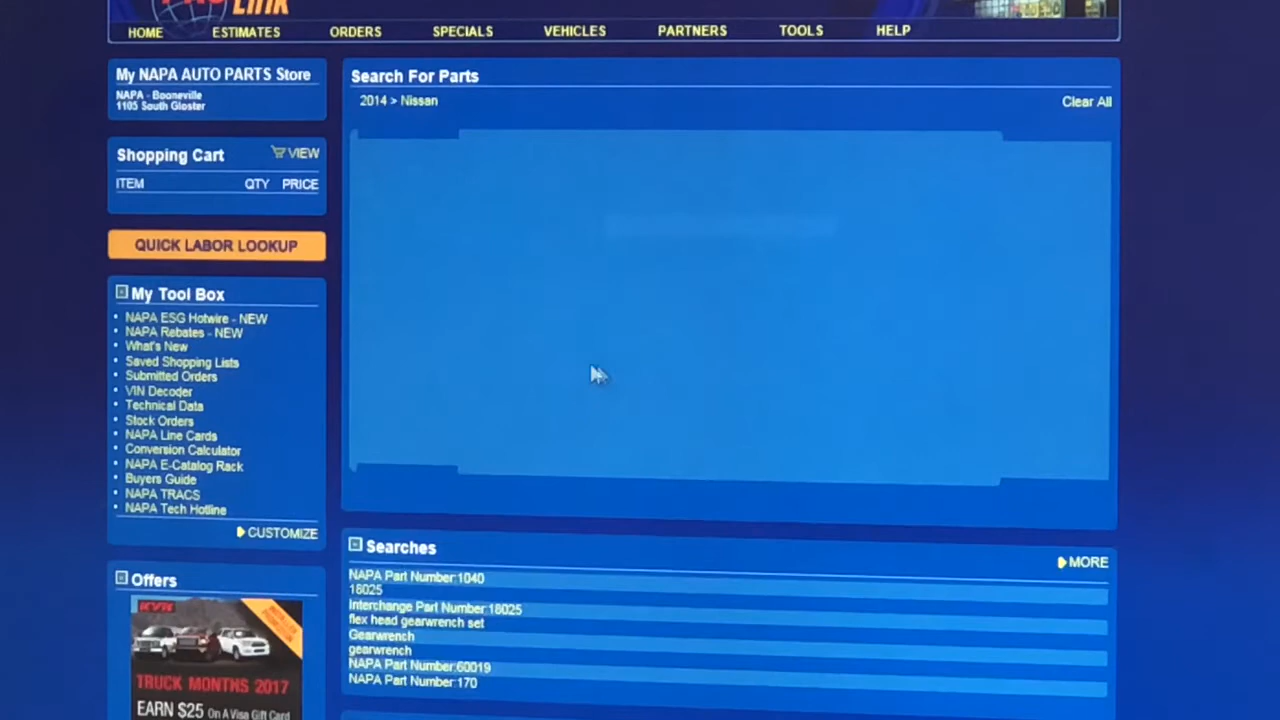 Link
HOME ESTIMATES ORDERS SPECIALS VEHICLES PARTNERS TOOLS HELP
My NAPA AUTO PARTS Store
NAPA - Booneville
1105 South Gloster
Shopping Cart VIEW
ITEM QTY PRICE
QUICK LABOR LOOKUP
My Tool Box
NAPA ESG Hotwire - NEW
NAPA Rebates - NEW
What's New
Saved Shopping Lists
Submitted Orders
VIN Decoder
Technical Data
Stock Orders
NAPA Line Cards
Conversion Calculator
NAPA E-Catalog Rack
Buyers Guide
NAPA TRACS
NAPA Tech Hotline
CUSTOMIZE
Offers
KYB
TRUCK MONTHS 2017
EARN $25 On A Visa Gift Card
Search For Parts
2014 > Nissan Clear All
Searches
MORE
NAPA Part Number:1040
18025
Interchange Part Number:18025
flex head gearwrench set
Gearwrench
gearwrench
NAPA Part Number:60019
NAPA Part Number:170